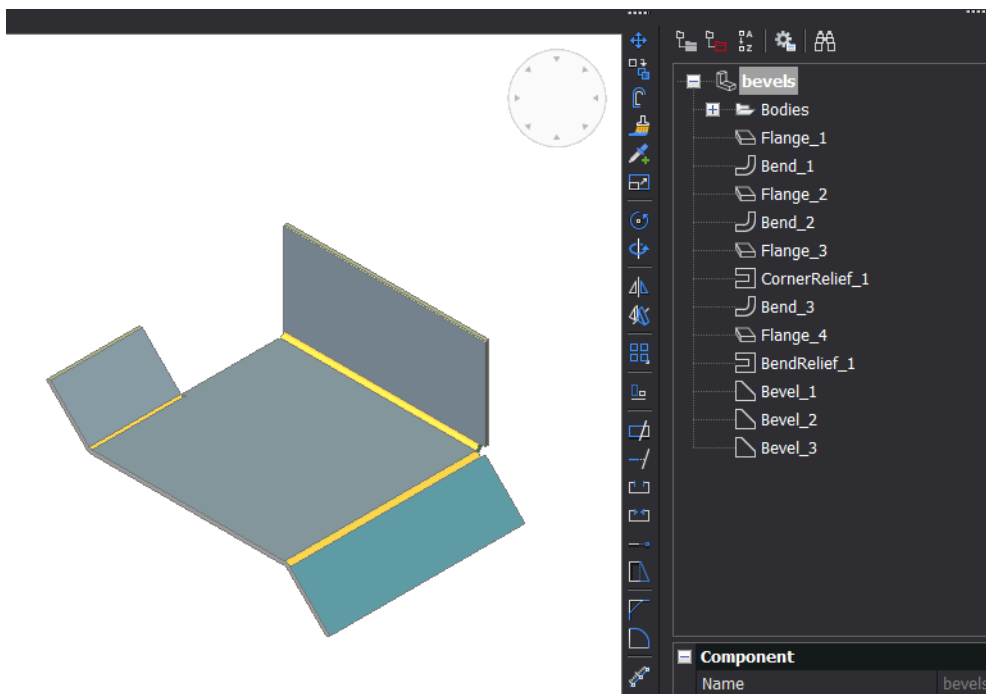 bevels
Bodies
Flange_1
Bend_1
Flange_2
Bend_2
Flange_3
CornerRelief_1
Bend_3
Flange_4
BendRelief_1
Bevel_1
Bevel_2
Bevel_3
Component
Name bevels